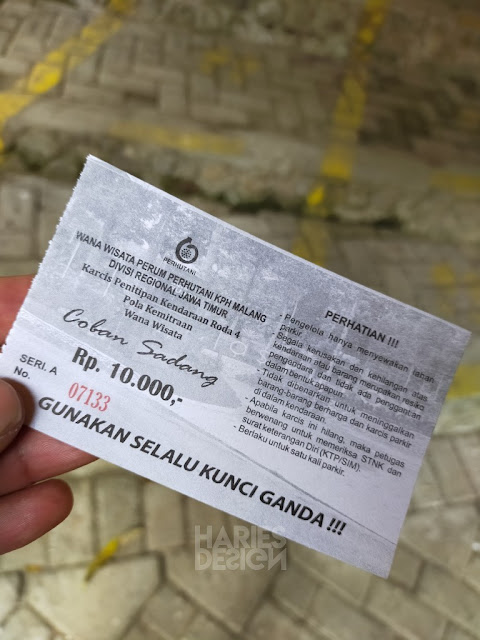 PERHUTANI
WANA WISATA PERUM PERHUTANI KPH MALANG
DIVISI REGIONAL JAWA TIMUR
Karcis Penitipan Kendaraan Roda 4
Pola Kemitraan
Wana Wisata
Coban Sadang
Rp. 10.000,-
SERI. A
No. 07133
PERHATIAN !!!
- Pengelola hanya menyewakan lahan
parkir.
- Segala kerusakan dan kehilangan atas
kendaraan atau barang merupakan resiko
pengendara dan tidak ada penggantian
dalam bentuk apapun.
- Tidak dibenarkan untuk meninggalkan
barang-barang berharga dan karcis parkir
di dalam kendaraan.
- Apabila karcis ini hilang, maka petugas
berwenang untuk memeriksa STNK dan
surat keterangan Diri (KTP/SIM).
- Berlaku untuk satu kali parkir.
GUNAKAN SELALU KUNCI GANDA !!!
HARIES
DESIGN